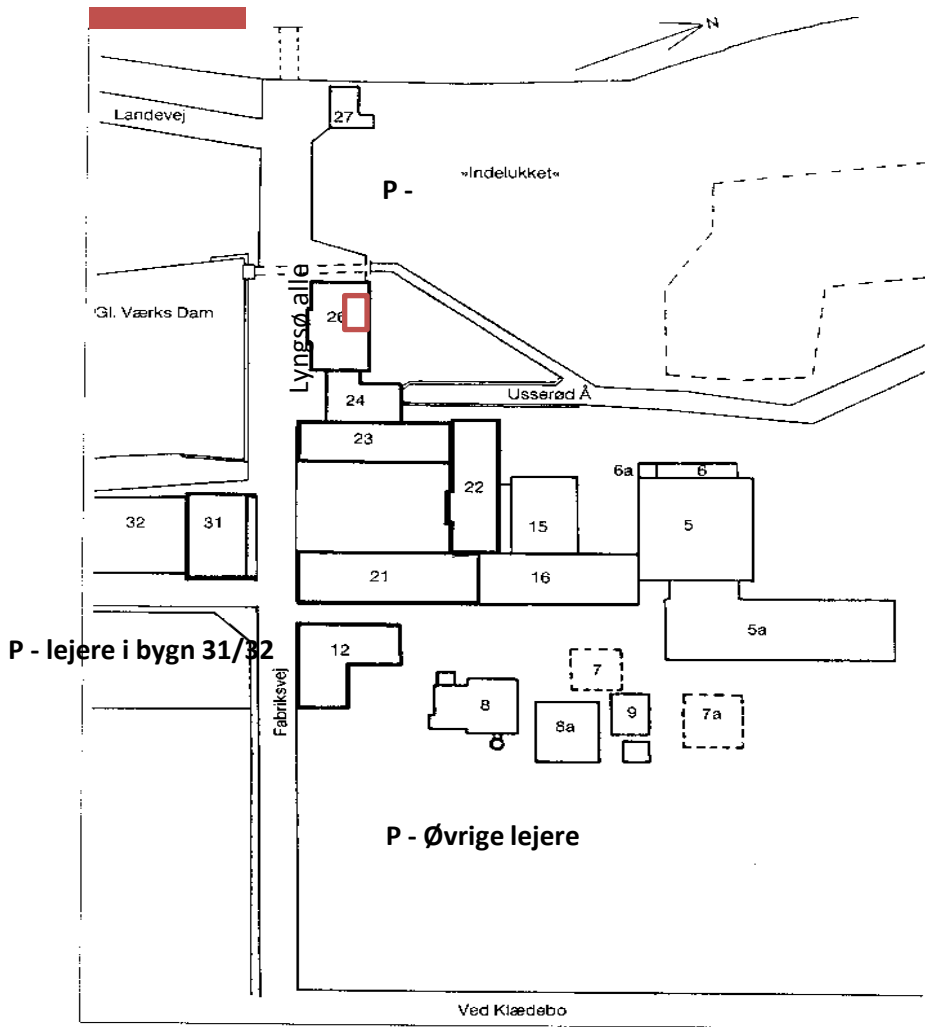 N
Landevej
27
»Indelukket«
P -
Lyngsø alle
Gl. Værks Dam
26
24
Usserød Å
23
22
6a
6
32
31
15
5
21
16
5a
P - lejere i bygn 31/32
12
7
Fabriksvej
8
8a
9
7a
P - Øvrige lejere
Ved Klædebo